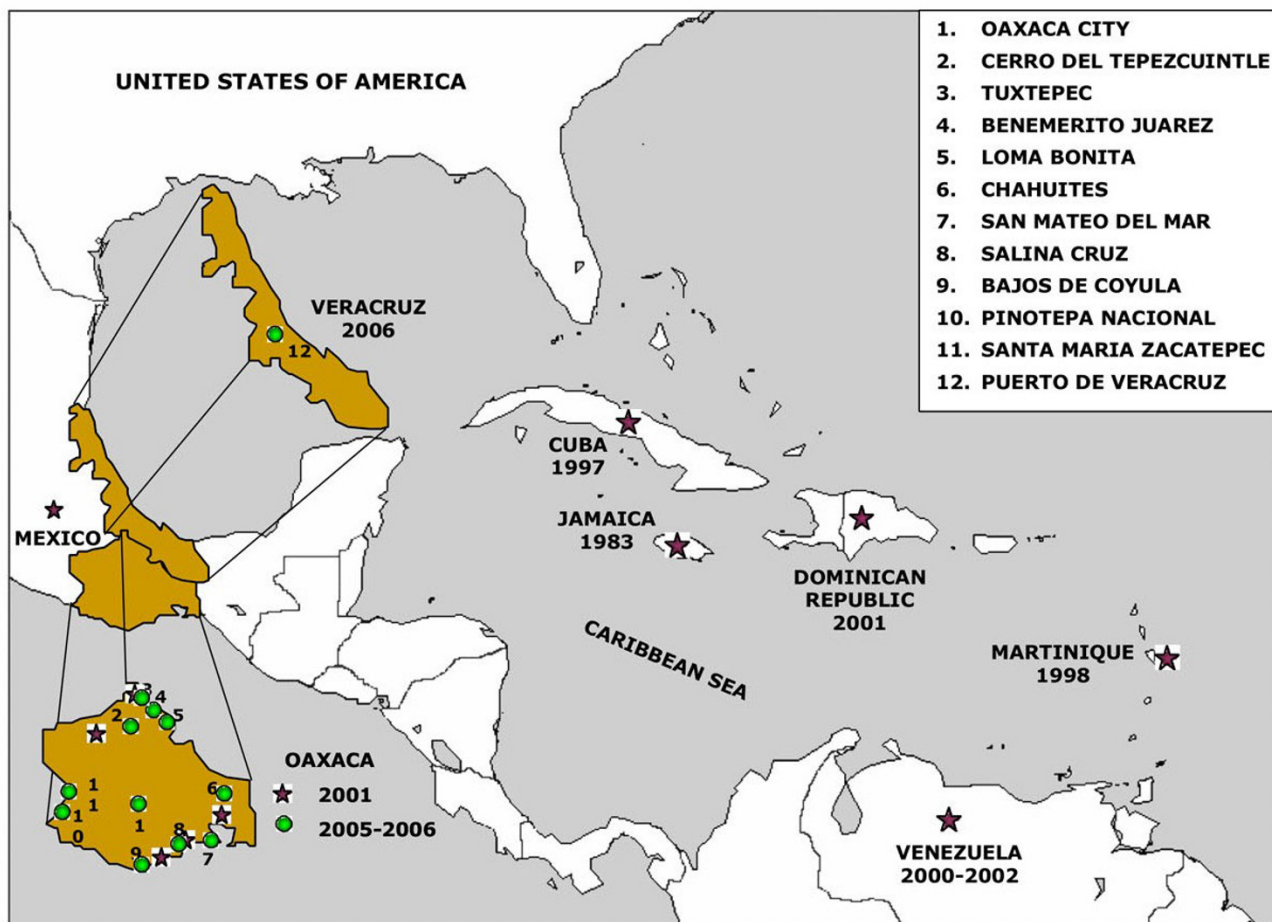 UNITED STATES OF AMERICA
1. OAXACA CITY
2. CERRO DEL TEPEZCUINTLE
3. TUXTEPEC
4. BENEMERITO JUAREZ
5. LOMA BONITA
6. CHAHUITES
7. SAN MATEO DEL MAR
8. SALINA CRUZ
9. BAJOS DE COYULA
10. PINOTEPA NACIONAL
11. SANTA MARIA ZACATEPEC
12. PUERTO DE VERACRUZ
VERACRUZ
2006
12
CUBA
1997
MEXICO
JAMAICA
1983
DOMINICAN
REPUBLIC
2001
CARIBBEAN SEA
MARTINIQUE
1998
3
4
2
5
OAXACA
2001
2005-2006
6
1
1
1
0
1
8
7
9
VENEZUELA
2000-2002